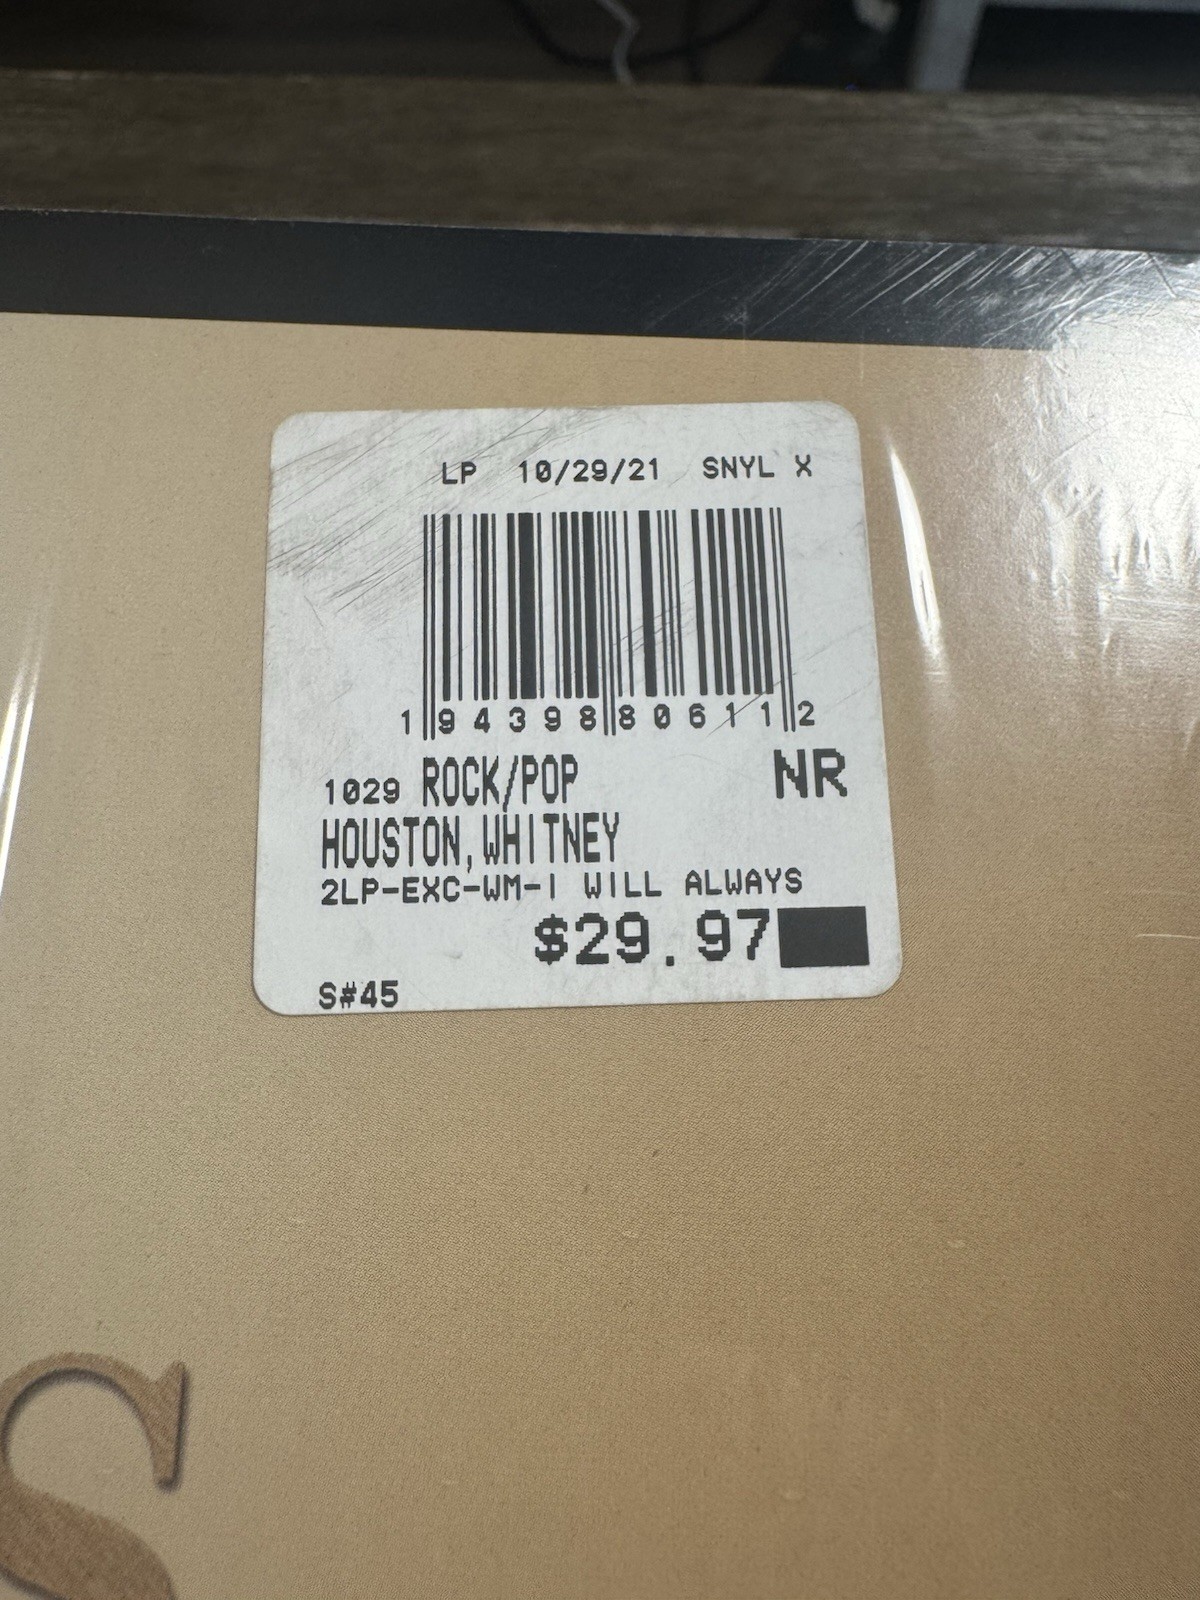 LP 10/29/21 SNYL X
1 94398 80611 2
1029 ROCK/POP NR
HOUSTON, WHITNEY
2LP-EXC-WM-I WILL ALWAYS
$29.97
S#45
S